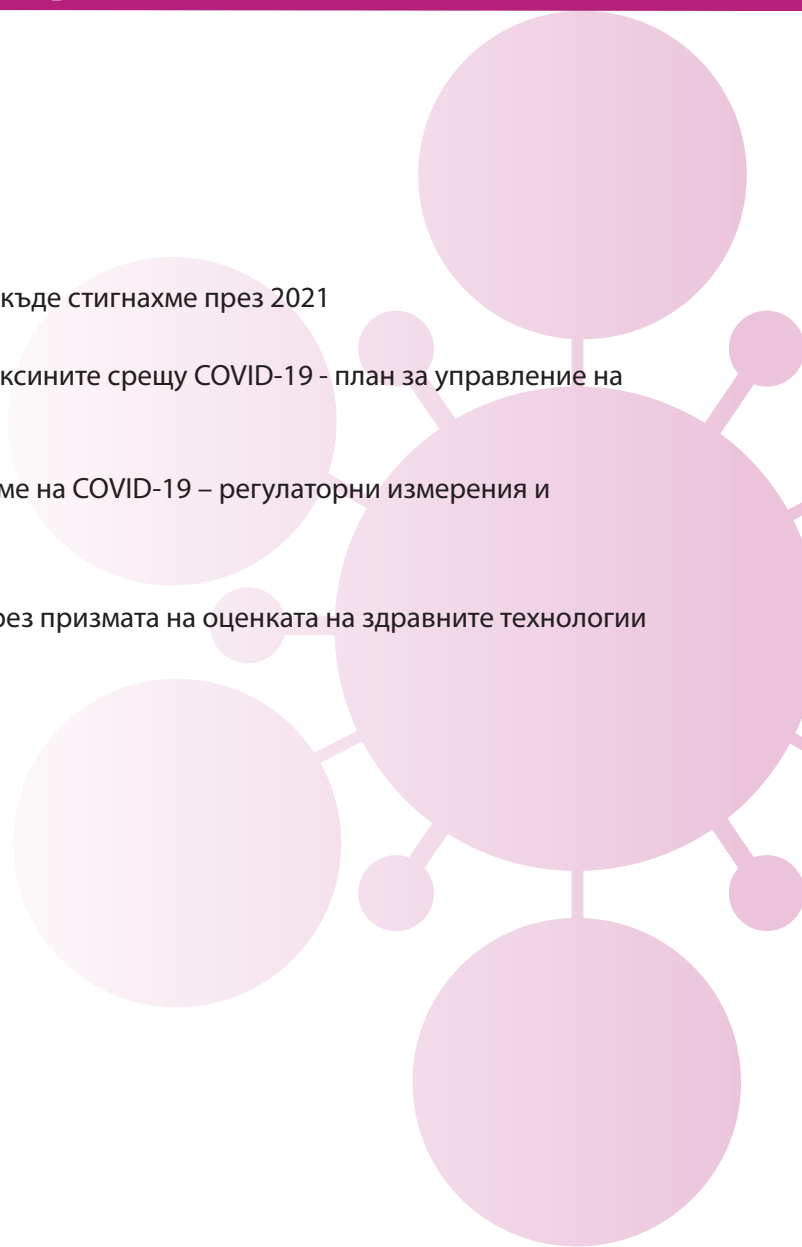 къде стигнахме през 2021
ксините срещу COVID-19 - план за управление на
ме на COVID-19 – регулаторни измерения и
рез призмата на оценката на здравните технологии